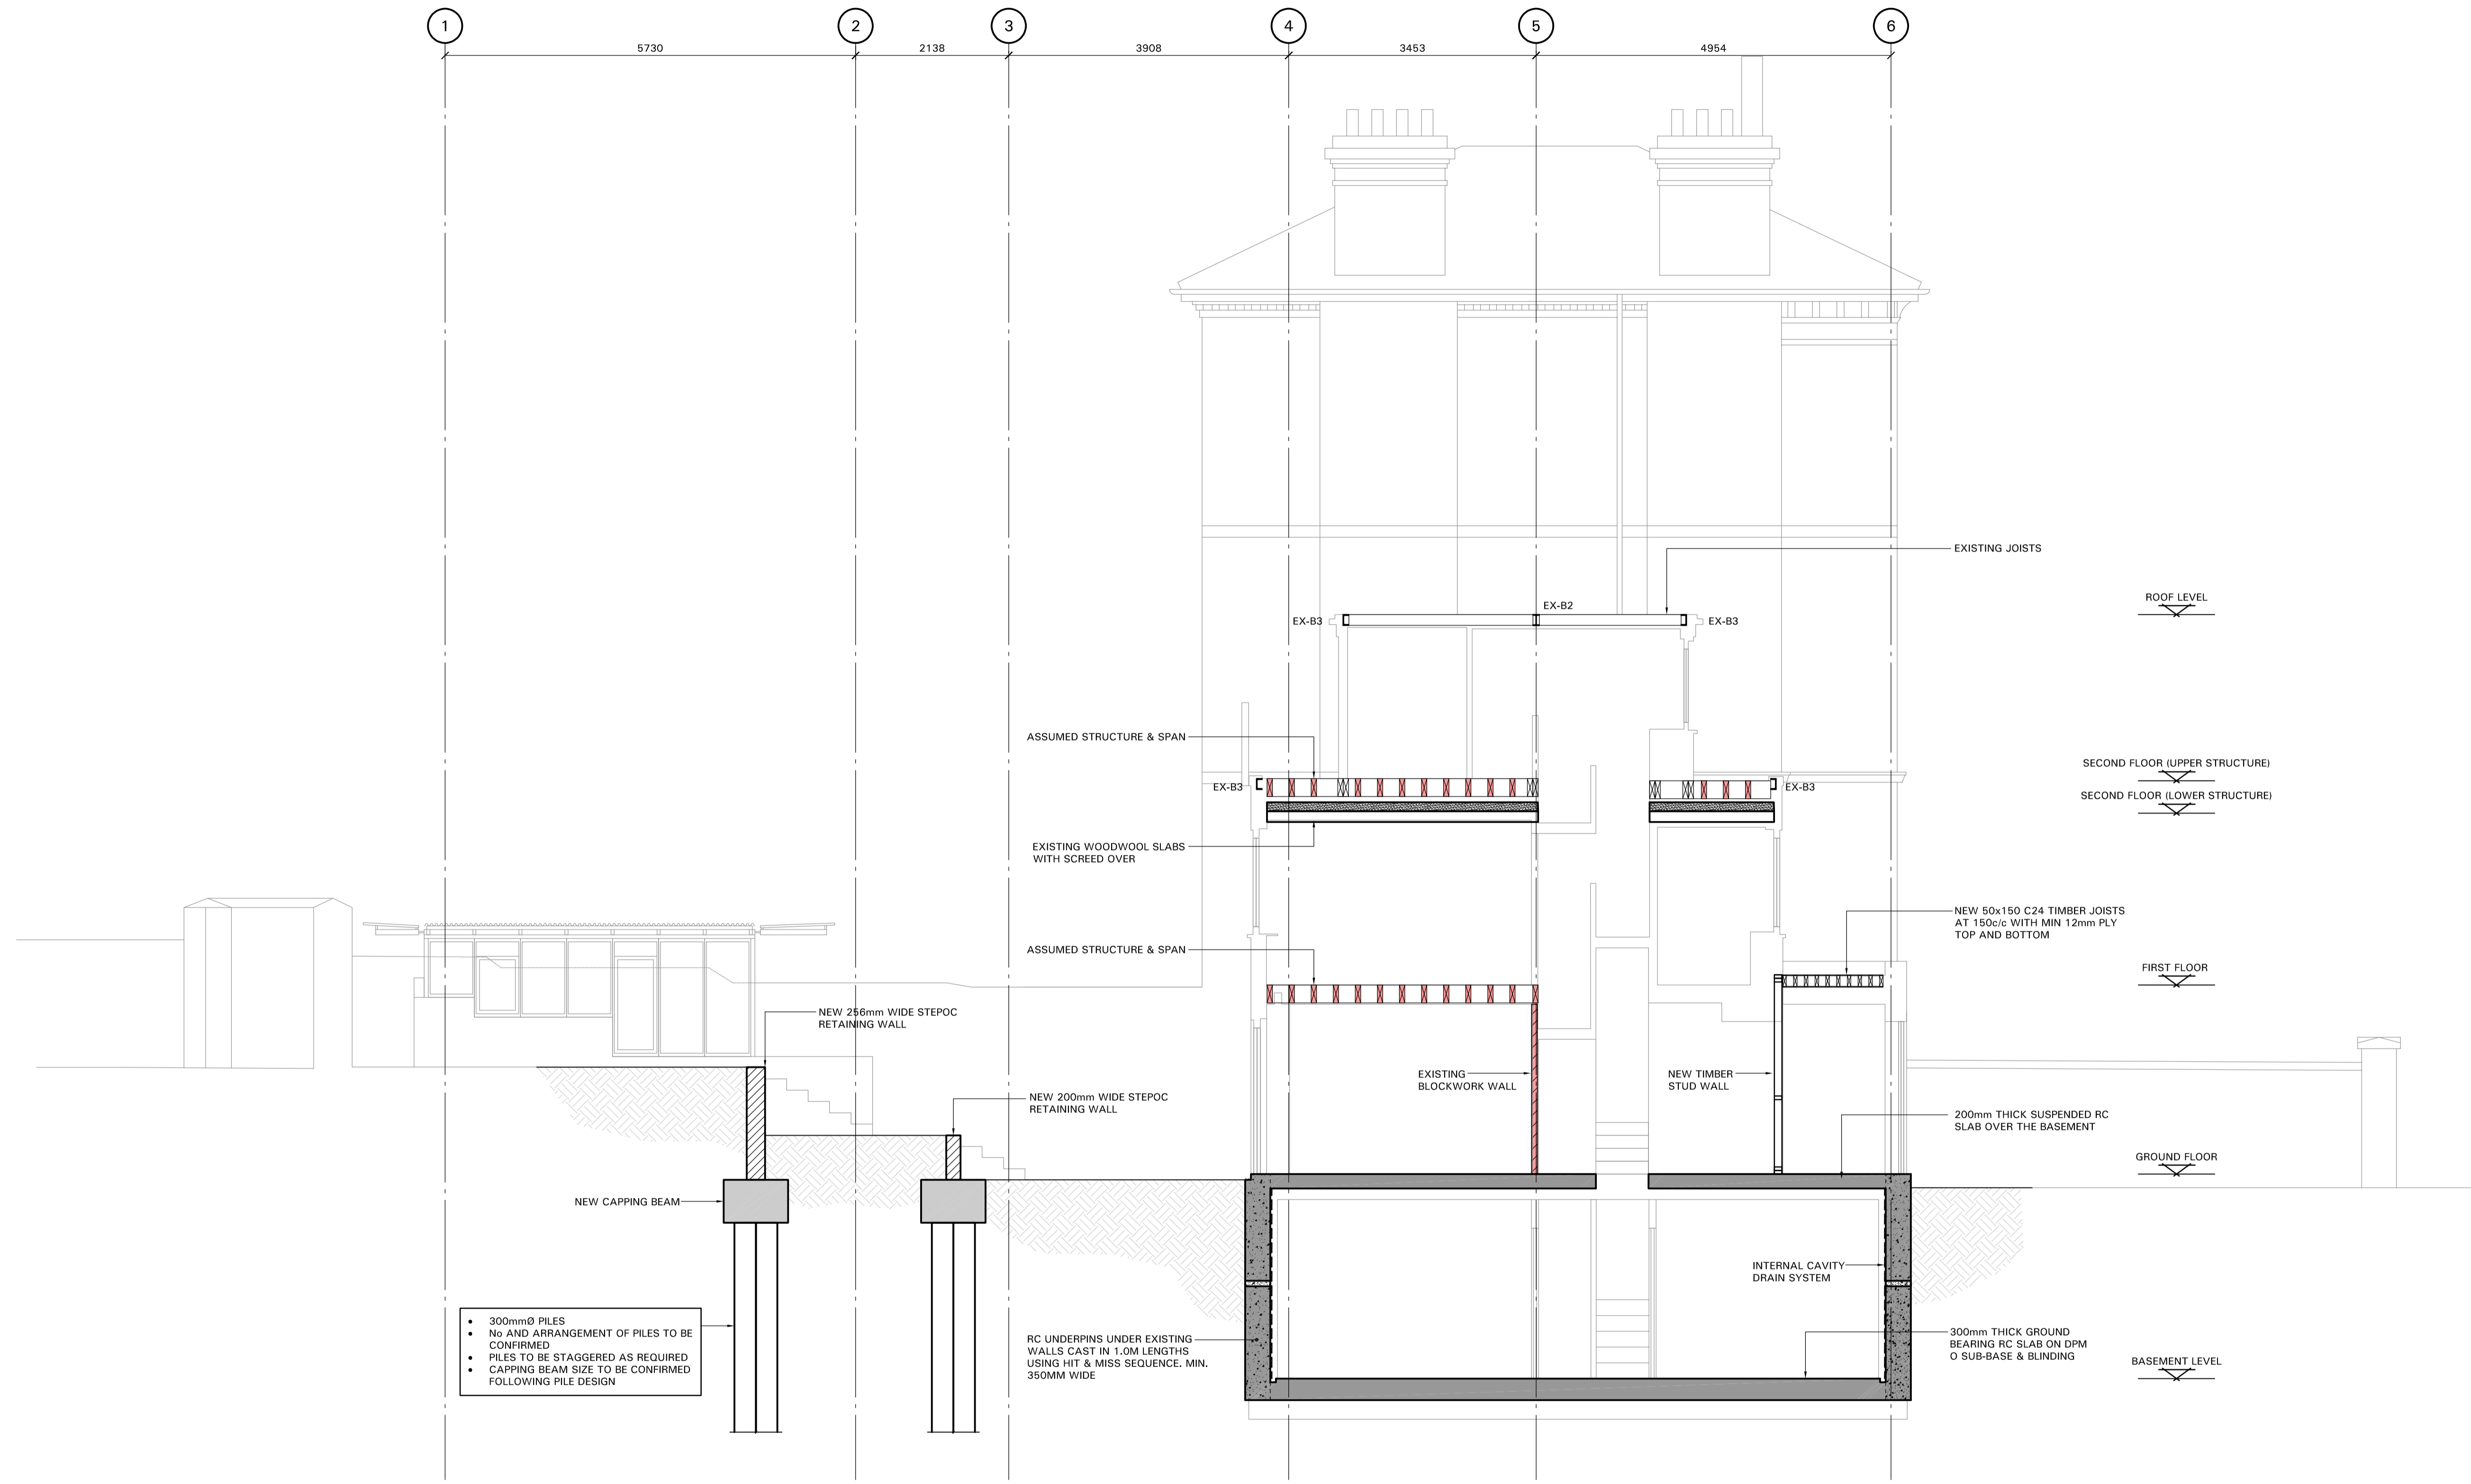 1
2
3
4
5
6
5730
2138
3908
3453
4954
EXISTING JOISTS
ROOF LEVEL
EX-B2
EX-B3
EX-B3
ASSUMED STRUCTURE & SPAN
SECOND FLOOR (UPPER STRUCTURE)
EX-B3
EX-B3
SECOND FLOOR (LOWER STRUCTURE)
EXISTING WOODWOOL SLABS
WITH SCREED OVER
NEW 50x150 C24 TIMBER JOISTS
AT 150c/c WITH MIN 12mm PLY
TOP AND BOTTOM
ASSUMED STRUCTURE & SPAN
FIRST FLOOR
NEW 256mm WIDE STEPOC
RETAINING WALL
EXISTING
BLOCKWORK WALL
NEW TIMBER
STUD WALL
NEW 200mm WIDE STEPOC
RETAINING WALL
200mm THICK SUSPENDED RC
SLAB OVER THE BASEMENT
GROUND FLOOR
NEW CAPPING BEAM
INTERNAL CAVITY
DRAIN SYSTEM
• 300mmØ PILES
• No AND ARRANGEMENT OF PILES TO BE
CONFIRMED
• PILES TO BE STAGGERED AS REQUIRED
• CAPPING BEAM SIZE TO BE CONFIRMED
FOLLOWING PILE DESIGN
RC UNDERPINS UNDER EXISTING
WALLS CAST IN 1.0M LENGTHS
USING HIT & MISS SEQUENCE. MIN.
350MM WIDE
300mm THICK GROUND
BEARING RC SLAB ON DPM
O SUB-BASE & BLINDING
BASEMENT LEVEL